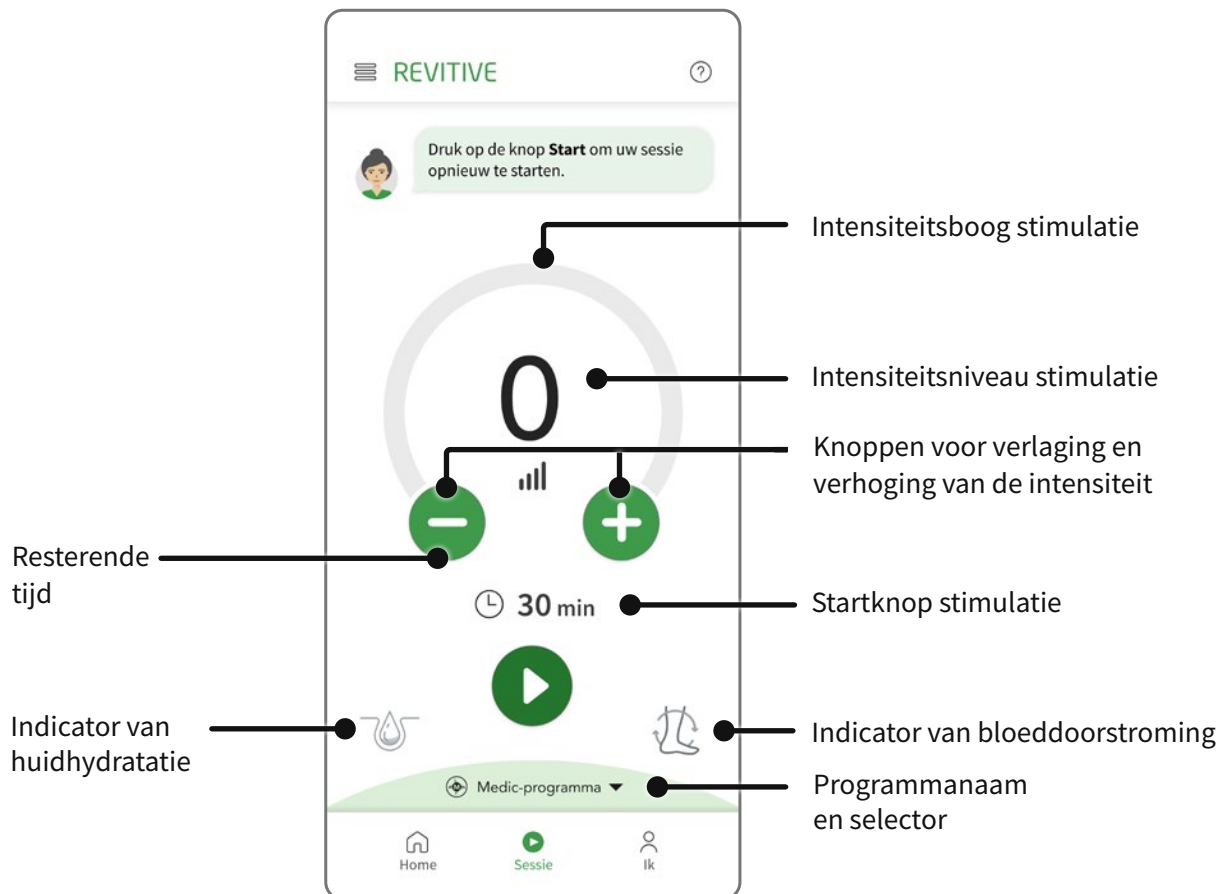 REVITIVE
?
Druk op de knop Start om uw sessie
opnieuw te starten.
Intensiteitsboog stimulatie
0
Intensiteitsniveau stimulatie
Knoppen voor verlaging en
verhoging van de intensiteit
Resterende
tijd
30 min
Startknop stimulatie
Indicator van
huidhydratatie
Indicator van bloeddoorstroming
Medic-programma
Programmanaam
en selector
Home
Sessie
Ik